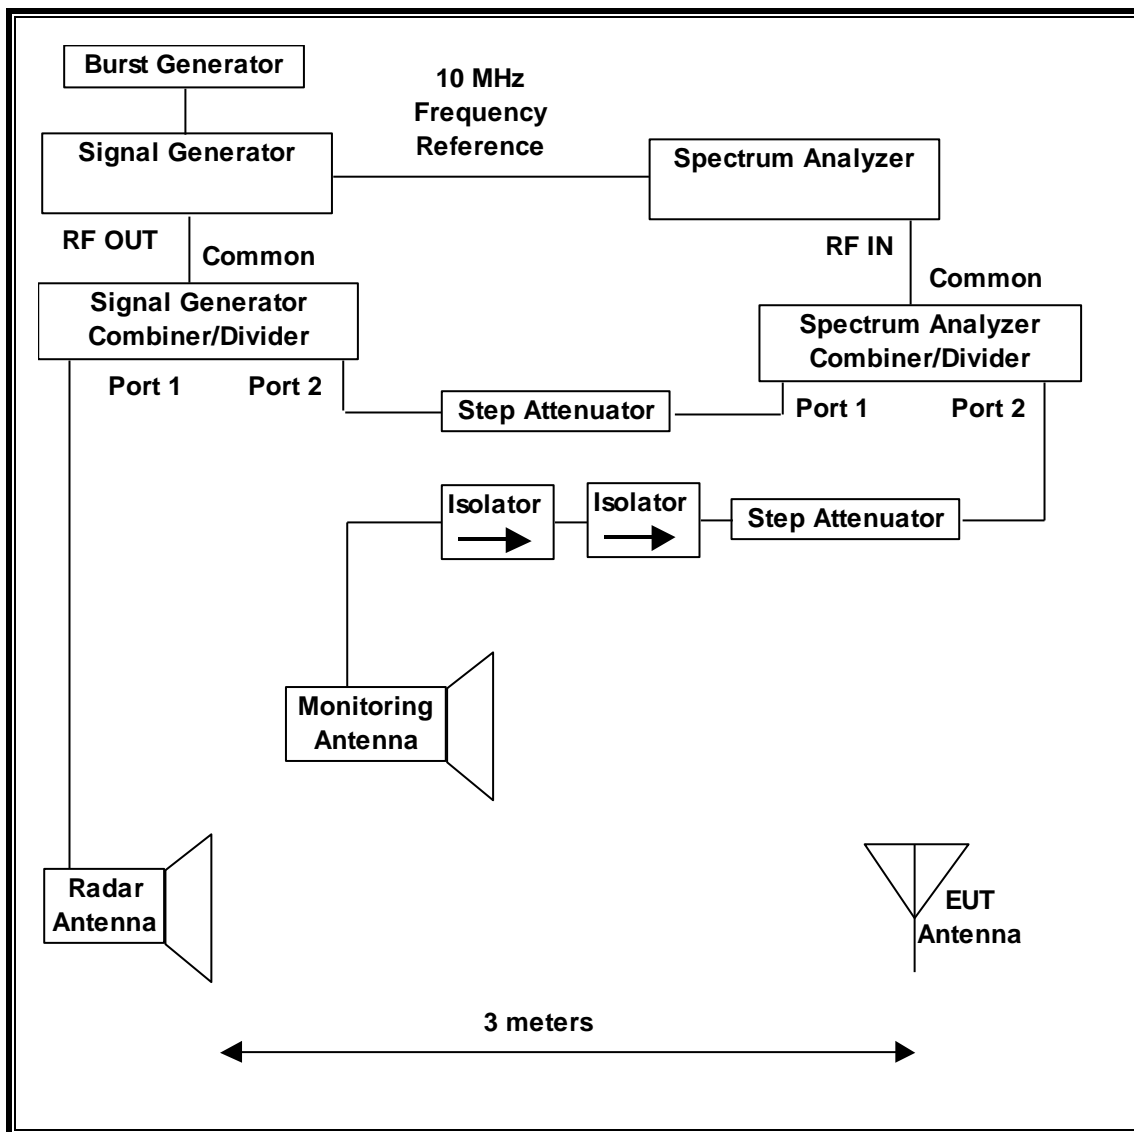 Burst Generator
10 MHz
Frequency
Reference
Signal Generator
Spectrum Analyzer
RF OUT
Common
RF IN
Common
Signal Generator
Combiner/Divider
Spectrum Analyzer
Combiner/Divider
Port 1
Port 2
Step Attenuator
Port 1
Port 2
Isolator
Isolator
Step Attenuator
Monitoring
Antenna
Radar
Antenna
EUT
Antenna
3 meters